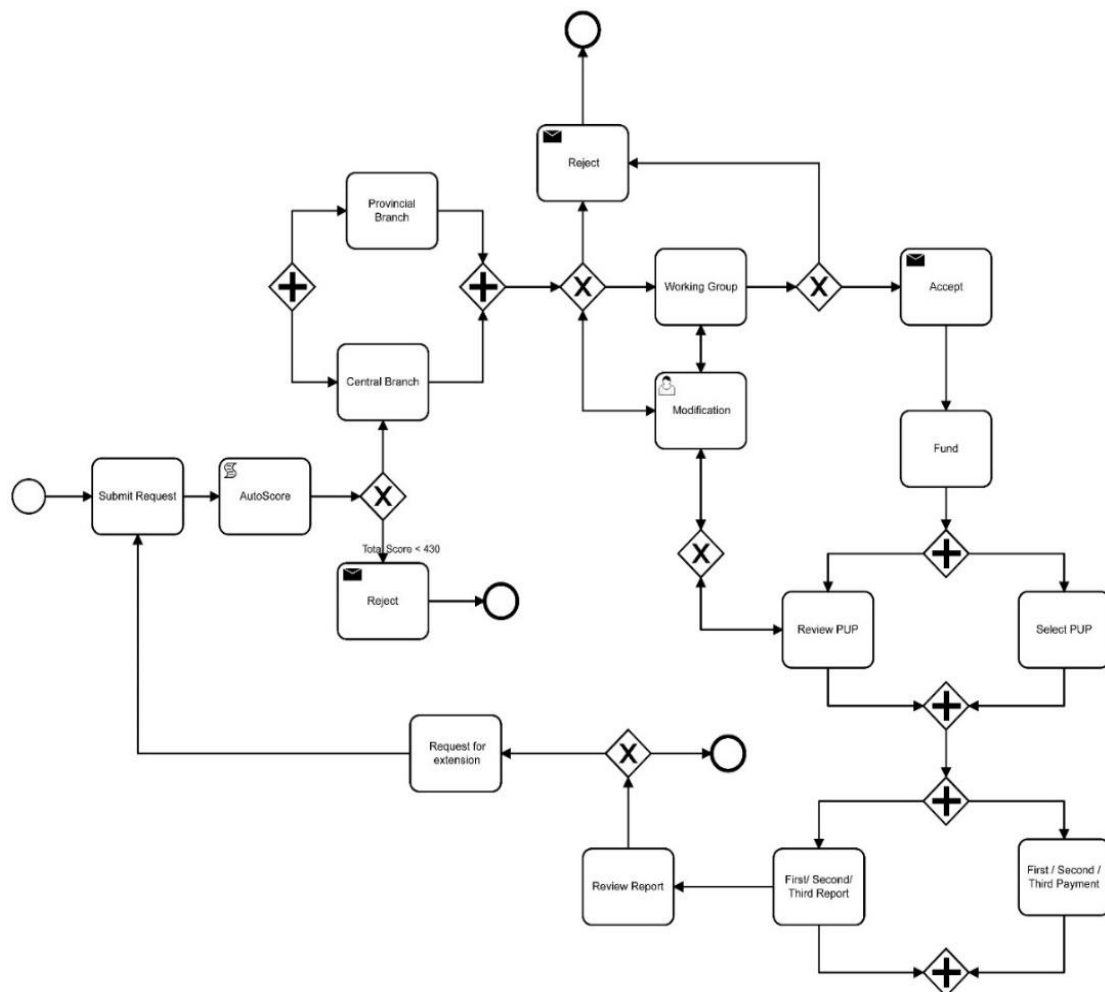 Reject
Provincial
Branch
Working Group
Accept
Central Branch
Modification
Fund
Submit Request
AutoScore
Total Score < 430
Reject
Review PUP
Select PUP
Request for
extension
Review Report
First/ Second/
Third Report
First / Second /
Third Payment